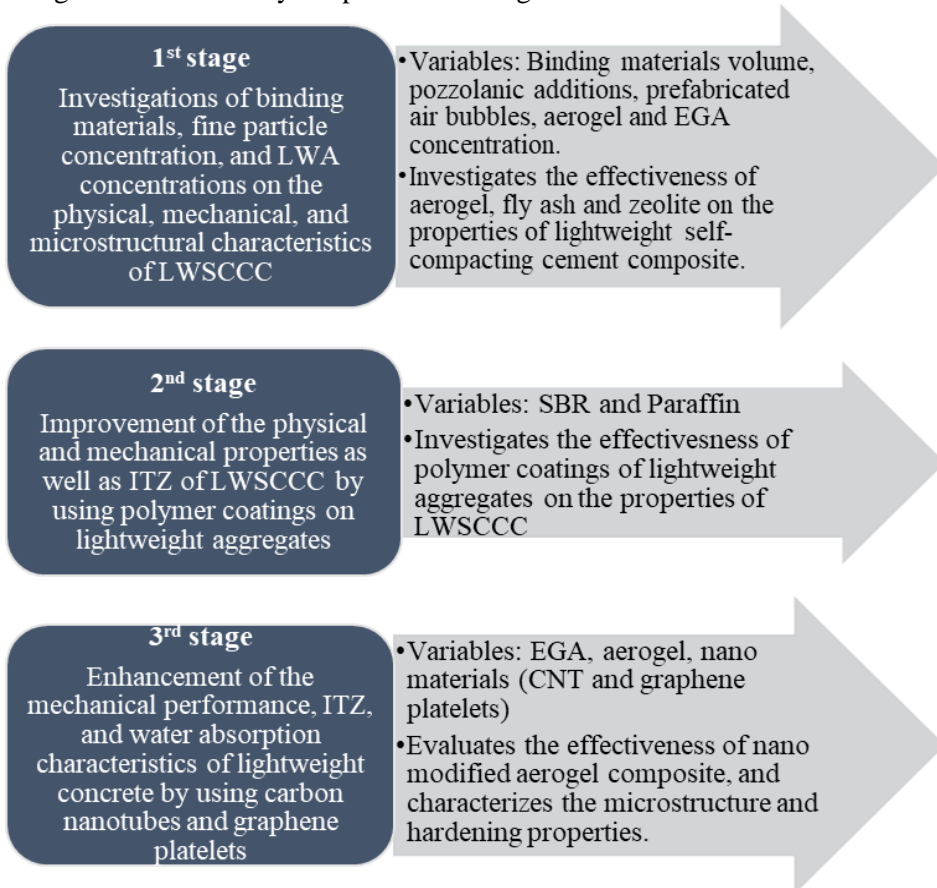 1st stage
Investigations of binding
materials, fine particle
concentration, and LWA
concentrations on the
physical, mechanical, and
microstructural characteristics
of LWSCCC
•Variables: Binding materials volume,
pozzolanic additions, prefabricated
air bubbles, aerogel and EGA
concentration.
•Investigates the effectiveness of
aerogel, fly ash and zeolite on the
properties of lightweight self-
compacting cement composite.
2nd stage
Improvement of the physical
and mechanical properties as
well as ITZ of LWSCCC by
using polymer coatings on
lightweight aggregates
•Variables: SBR and Paraffin
•Investigates the effectivesness of
polymer coatings of lightweight
aggregates on the properties of
LWSCCC
3rd stage
Enhancement of the
mechanical performance, ITZ,
and water absorption
characteristics of lightweight
concrete by using carbon
nanotubes and graphene
platelets
•Variables: EGA, aerogel, nano
materials (CNT and graphene
platelets)
•Evaluates the effectiveness of nano
modified aerogel composite, and
characterizes the microstructure and
hardening properties.